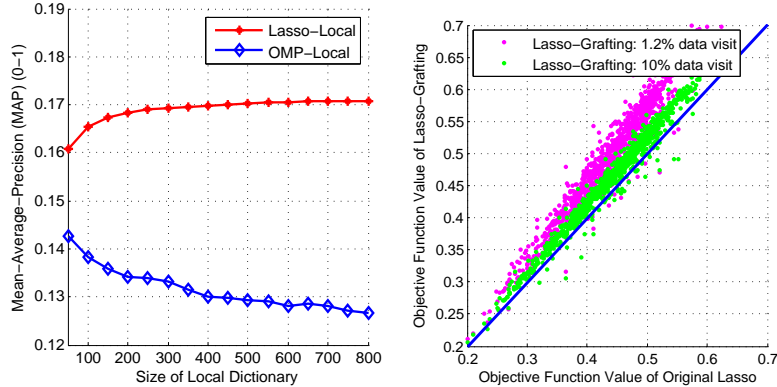 0.19
0.18
0.17
0.16
0.15
0.14
0.13
0.12
Mean−Average−Precision (MAP) (0−1)
Lasso−Local
OMP−Local
100 200 300 400 500 600 700 800
Size of Local Dictionary
0.7
0.65
0.6
0.55
0.5
0.45
0.4
0.35
0.3
0.25
0.2
Objective Function Value of Lasso−Grafting
Lasso−Grafting: 1.2% data visit
Lasso−Grafting: 10% data visit
0.2 0.3 0.4 0.5 0.6 0.7
Objective Function Value of Original Lasso